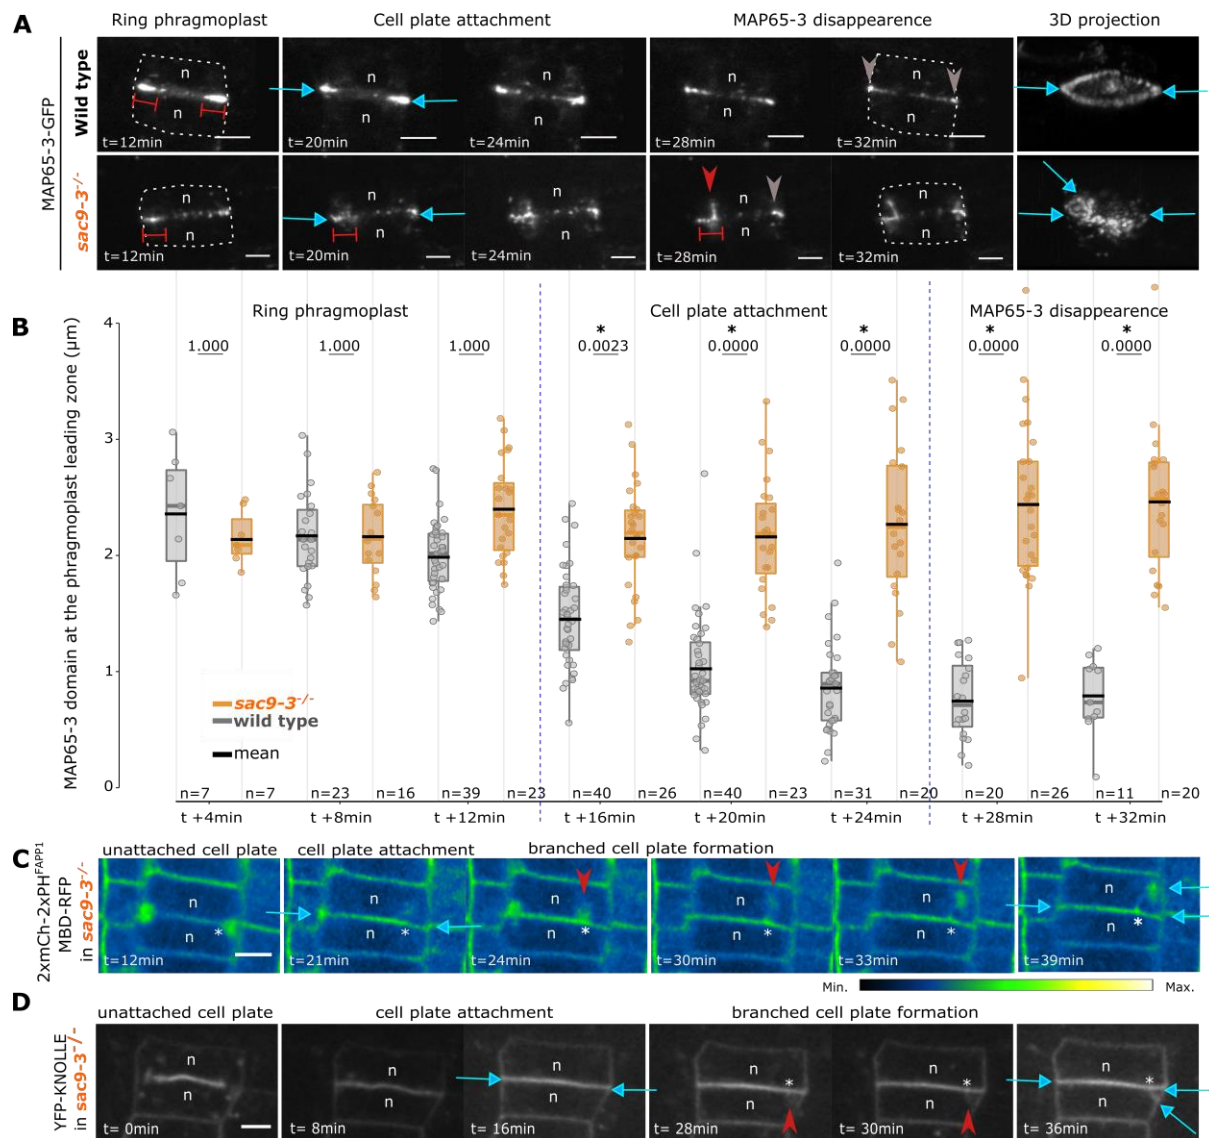 A
Ring phragmoplast Cell plate attachment MAP65-3 disappearence 3D projection
MAP65-3-GFP
Wild type
n n n n n
n n n n n
t=12min t=20min t=24min t=28min t=32min
sac9-3-/-
n n n n n
n n n n n
t=12min t=20min t=24min t=28min t=32min
B
Ring phragmoplast Cell plate attachment MAP65-3 disappearence
MAP65-3 domain at the phragmoplast leading zone (µm)
4
3
2
1
0
* * * * *
1.000 1.000 1.000 0.0023 0.0000 0.0000 0.0000 0.0000
sac9-3-/-
wild type
mean
n=7 n=7 n=23 n=16 n=39 n=23 n=40 n=26 n=40 n=23 n=31 n=20 n=20 n=26 n=11 n=20
t +4min t +8min t +12min t +16min t +20min t +24min t +28min t +32min
C
unattached cell plate cell plate attachment branched cell plate formation
2xmCh-2xPHFAPP1
MBD-RFP
in sac9-3-/-
n n n n n n
n * n * n * n * n * n *
t=12min t=21min t=24min t=30min t=33min t=39min
Min. Max.
D
unattached cell plate cell plate attachment branched cell plate formation
YFP-KNOLLE
in sac9-3-/-
n n n n * n * n *
n n n n n n
t= 0min t= 8min t= 16min t= 28min t= 30min t= 36min